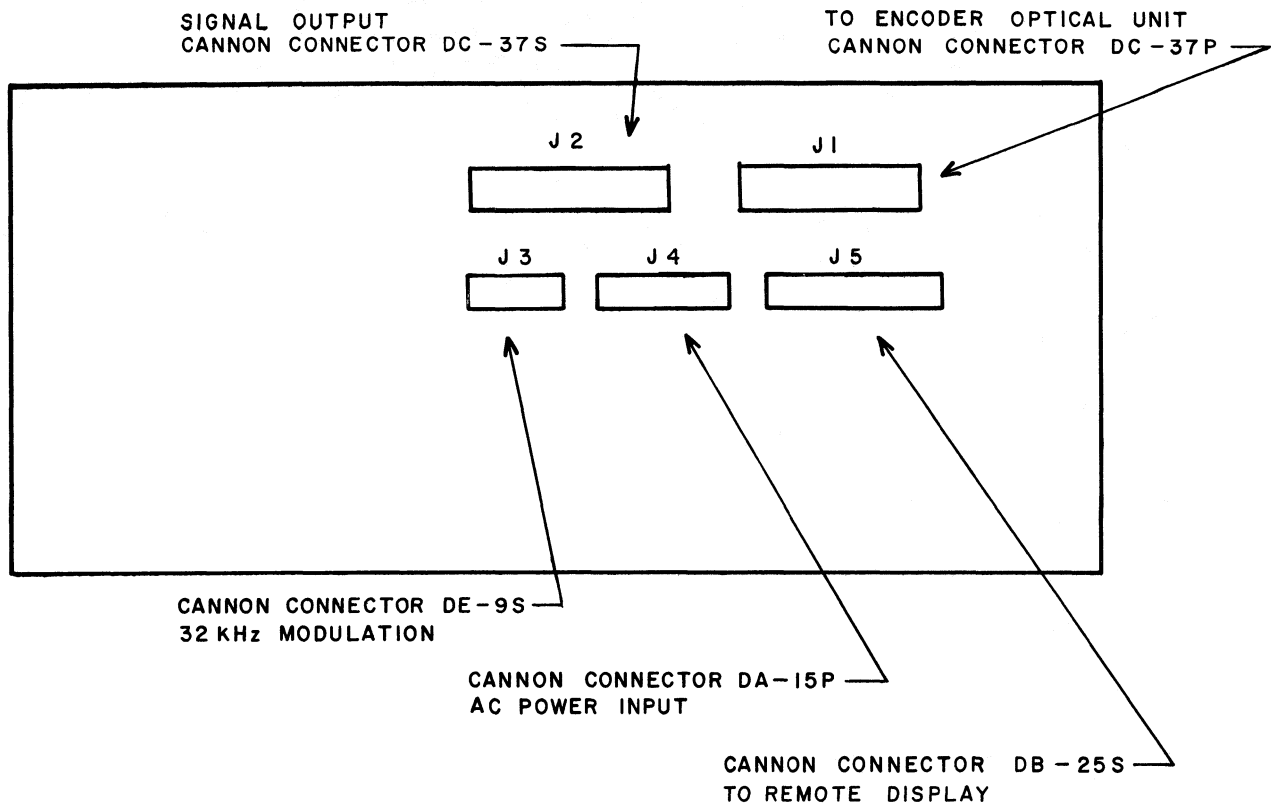 SIGNAL OUTPUT
CANNON CONNECTOR DC-37S
TO ENCODER OPTICAL UNIT
CANNON CONNECTOR DC-37P
J2
J1
J3
J4
J5
CANNON CONNECTOR DE-9S
32 KHz MODULATION
CANNON CONNECTOR DA-15P
AC POWER INPUT
CANNON CONNECTOR DB-25S
TO REMOTE DISPLAY